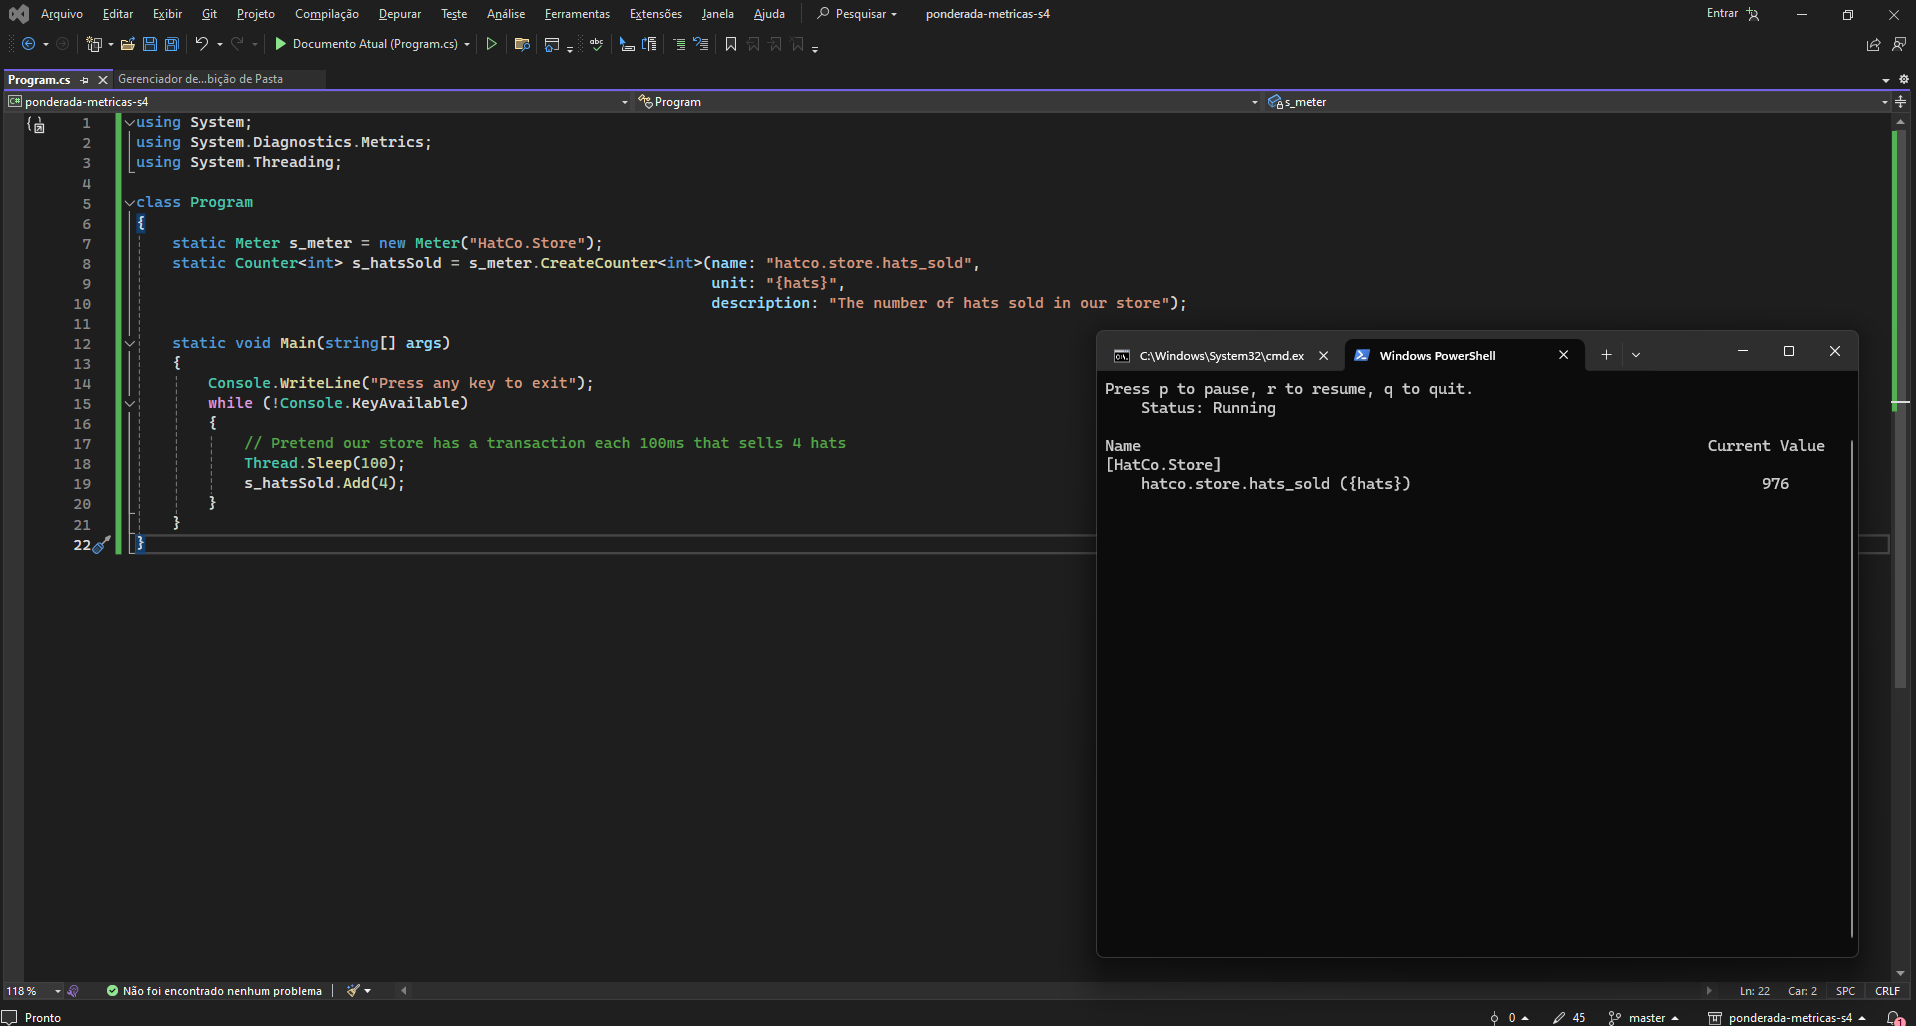 Arquivo Editar Exibir Git Projeto Compilação Depurar Teste Análise Ferramentas Extensões Janela Ajuda Pesquisar ponderada-metricas-s4 Entrar
Documento Atual (Program.cs)
Program.cs Gerenciador de...bição de Pasta
C# ponderada-metricas-s4 Program s_meter
1 using System;
2 using System.Diagnostics.Metrics;
3 using System.Threading;
4
5 class Program
6 {
7 static Meter s_meter = new Meter("HatCo.Store");
8 static Counter<int> s_hatsSold = s_meter.CreateCounter<int>(name: "hatco.store.hats_sold",
9 unit: "{hats}",
10 description: "The number of hats sold in our store");
11
12 static void Main(string[] args)
13 {
14 Console.WriteLine("Press any key to exit");
15 while (!Console.KeyAvailable)
16 {
17 // Pretend our store has a transaction each 100ms that sells 4 hats
18 Thread.Sleep(100);
19 s_hatsSold.Add(4);
20 }
21 }
22 }
C:\Windows\System32\cmd.ex Windows PowerShell
Press p to pause, r to resume, q to quit.
Status: Running
Name Current Value
[HatCo.Store]
hatco.store.hats_sold ({hats}) 976
118 % Não foi encontrado nenhum problema Ln: 22 Car: 2 SPC CRLF
Pronto 0 45 master ponderada-metricas-s4 1